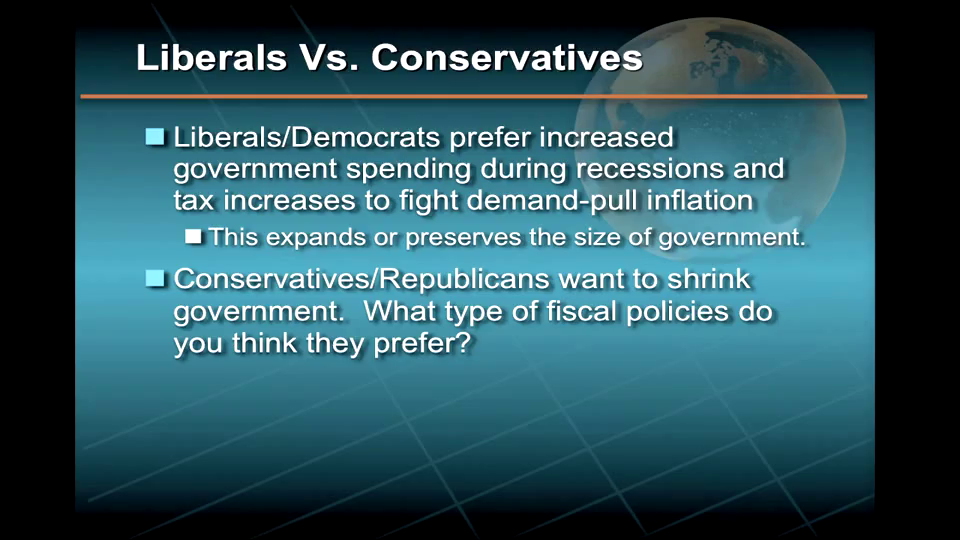 Liberals Vs. Conservatives
Liberals/Democrats prefer increased
government spending during recessions and
tax increases to fight demand-pull inflation
This expands or preserves the size of government.
Conservatives/Republicans want to shrink
government.  What type of fiscal policies do
you think they prefer?